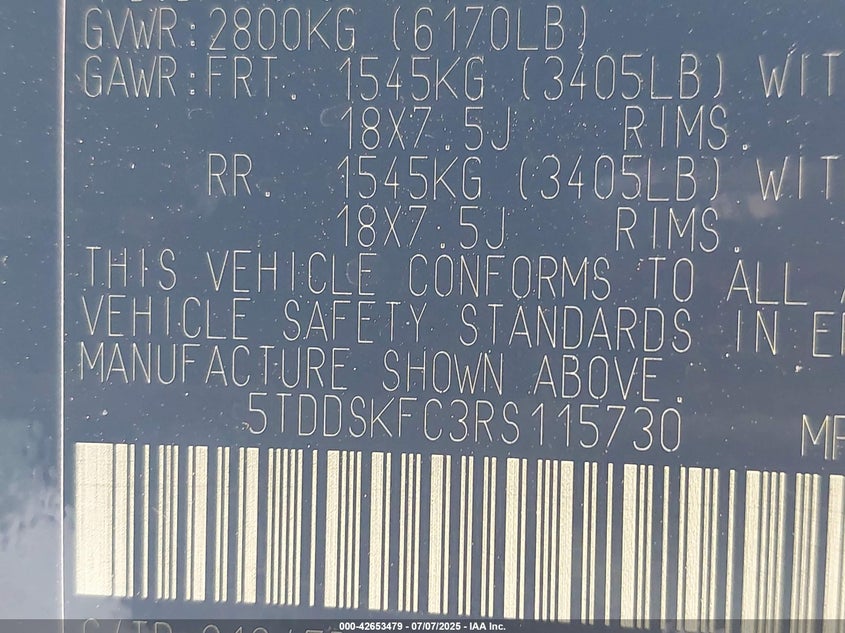 GVWR:2800KG (6170LB)
GAWR:FRT. 1545KG (3405LB) WIT
18X7.5J RIMS.
RR. 1545KG (3405LB) WIT
18X7.5J RIMS.
THIS VEHICLE CONFORMS TO ALL
VEHICLE SAFETY STANDARDS IN
MANUFACTURE SHOWN ABOVE.
5TDDSKFC3RS115730
000-42653479 - 07/07/2025 - IAA Inc.